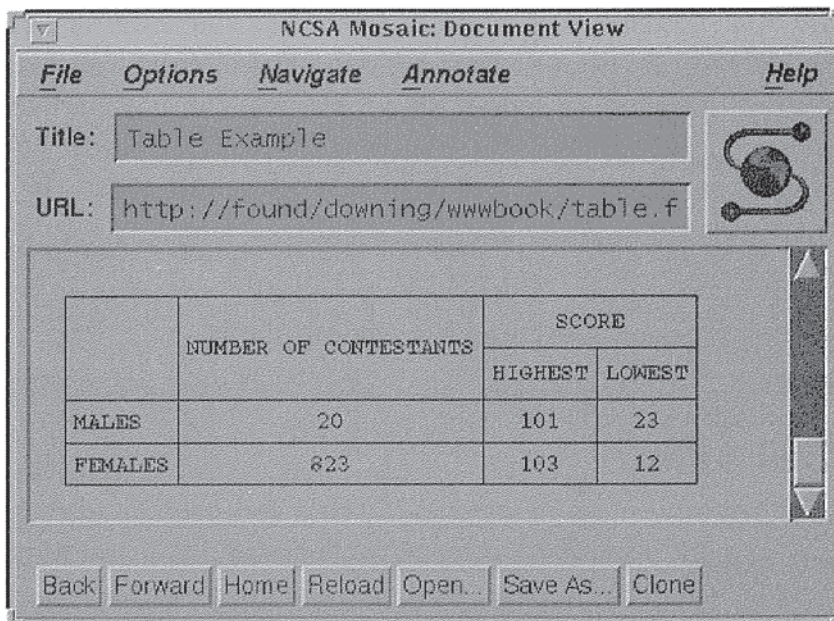 NCSA Mosaic: Document View
File Options Navigate Annotate Help
Title: Table Example
URL: http://found/downing/wwwbook/table.f
NUMBER OF CONTESTANTS SCORE
HIGHEST LOWEST
MALES 20 101 23
FEMALES 823 103 12
Back Forward Home Reload Open... Save As... Clone